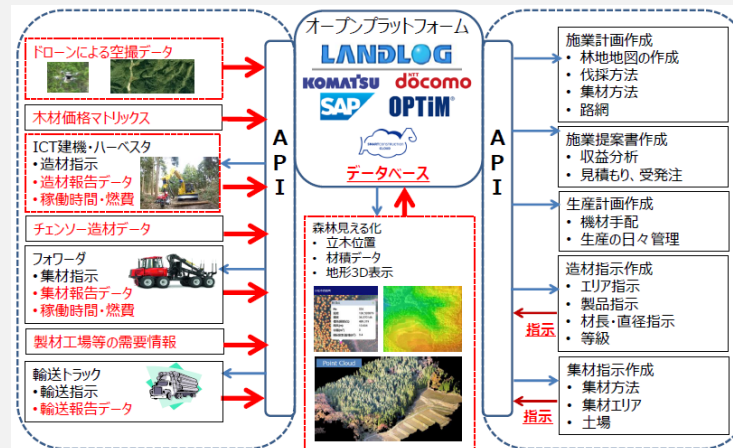 ドローンによる空撮データ
木材価格マトリックス
ICT建機・ハーベスタ
•造材指示
•造材報告データ
•稼働時間・燃費
チェンソー造材データ
フォワーダ
•集材指示
•集材報告データ
•稼働時間・燃費
製材工場等の需要情報
輸送トラック
•輸送指示
•輸送報告データ
API
オープンプラットフォーム
LANDLOG
KOMATSU
NTT
docomo
SAP
OPTiM®
データベース
森林見える化
• 立木位置
• 材積データ
• 地形3D表示
Point Cloud
API
施業計画作成
• 林地地図の作成
• 伐採方法
• 集材方法
• 路網
施業提案書作成
• 収益分析
• 見積もり、受発注
生産計画作成
• 機材手配
• 生産の日々管理
造材指示作成
• エリア指示
• 製品指示
• 材長・直径指示
• 等級
指示
集材指示作成
• 集材方法
• 集材エリア
• 土場
指示